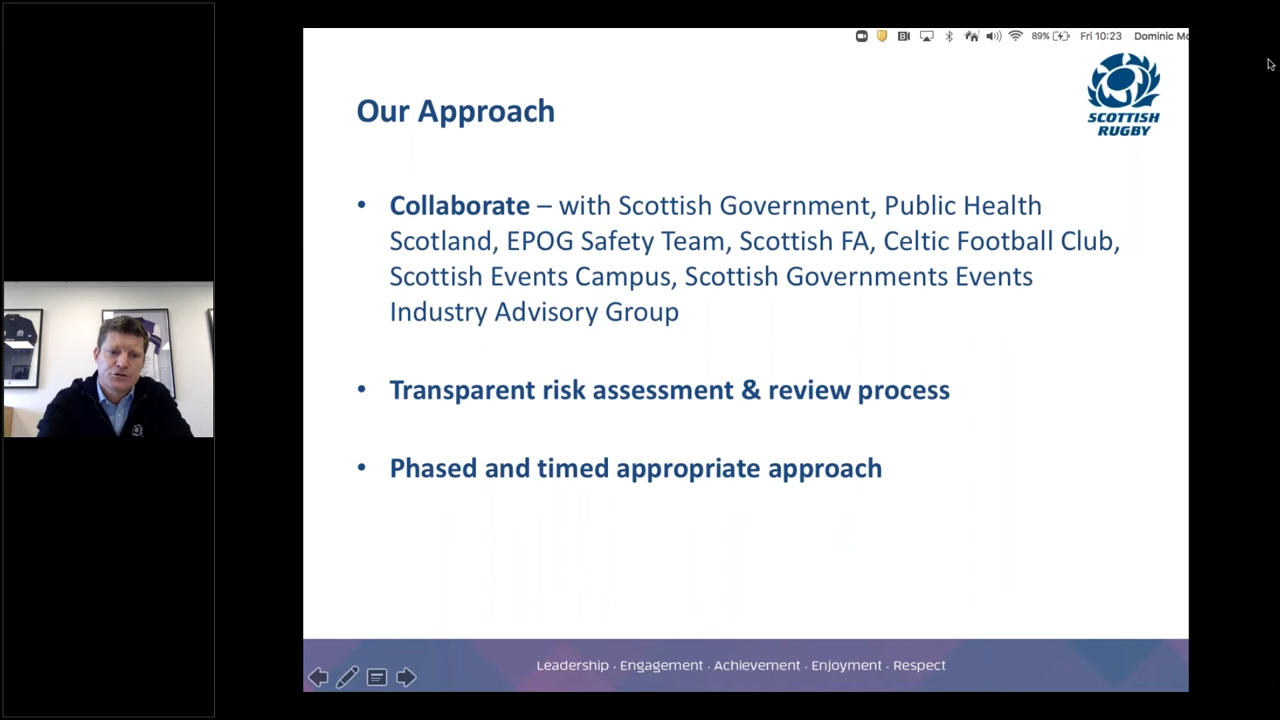 89% Fri 10:23 Dominic Mc
SCOTTISH
RUGBY
Our Approach
• Collaborate – with Scottish Government, Public Health
Scotland, EPOG Safety Team, Scottish FA, Celtic Football Club,
Scottish Events Campus, Scottish Governments Events
Industry Advisory Group
• Transparent risk assessment & review process
• Phased and timed appropriate approach
Leadership · Engagement · Achievement · Enjoyment · Respect